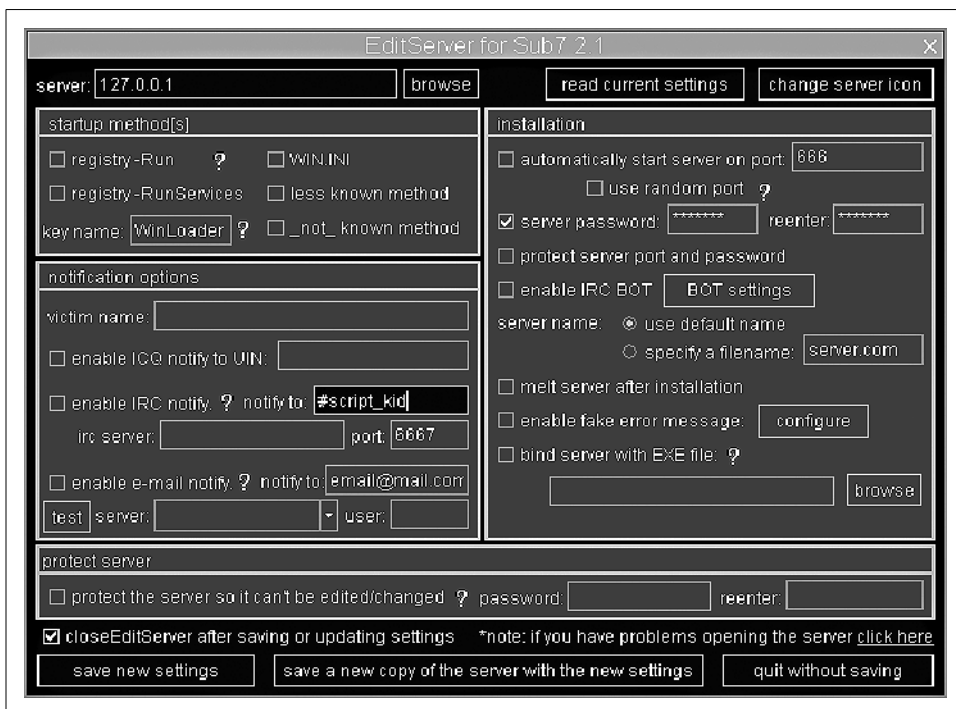 EditServer for Sub7 2.1 X
server: 127.0.0.1 browse read current settings change server icon
startup method[s]
registry-Run ? WIN.INI
registry-RunServices less known method
key name: WinLoader ? _not_ known method
notification options
victim name:
enable ICQ notify to UIN:
enable IRC notify. ? notify to: #script_kid
irc server: port: 6667
enable e-mail notify. ? notify to: email@mail.com
test server: user:
installation
automatically start server on port: 666
use random port ?
server password: ******* reenter: *******
protect server port and password
enable IRC BOT BOT settings
server name: use default name
specify a filename: server.com
melt server after installation
enable fake error message: configure
bind server with EXE file: ?
browse
protect server
protect the server so it can't be edited/changed ? password: reenter:
closeEditServer after saving or updating settings *note: if you have problems opening the server click here
save new settings save a new copy of the server with the new settings quit without saving